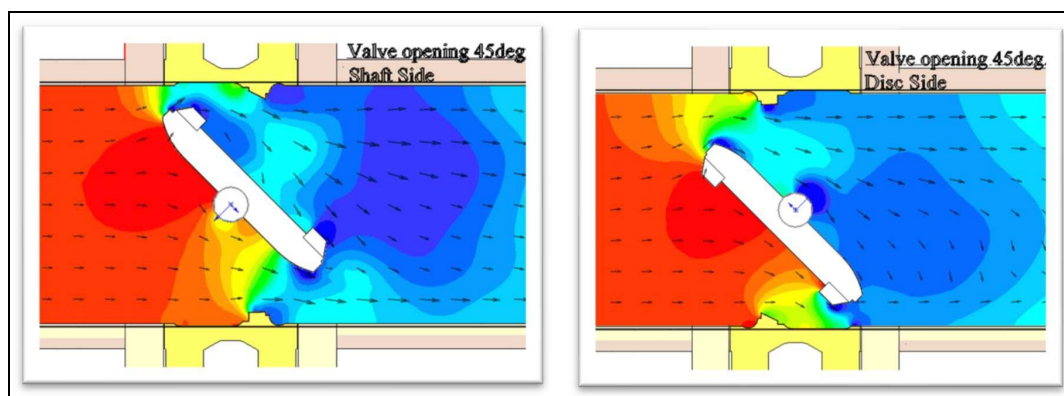 Valve opening 45deg
Shaft Side
Valve opening 45deg.
Disc Side